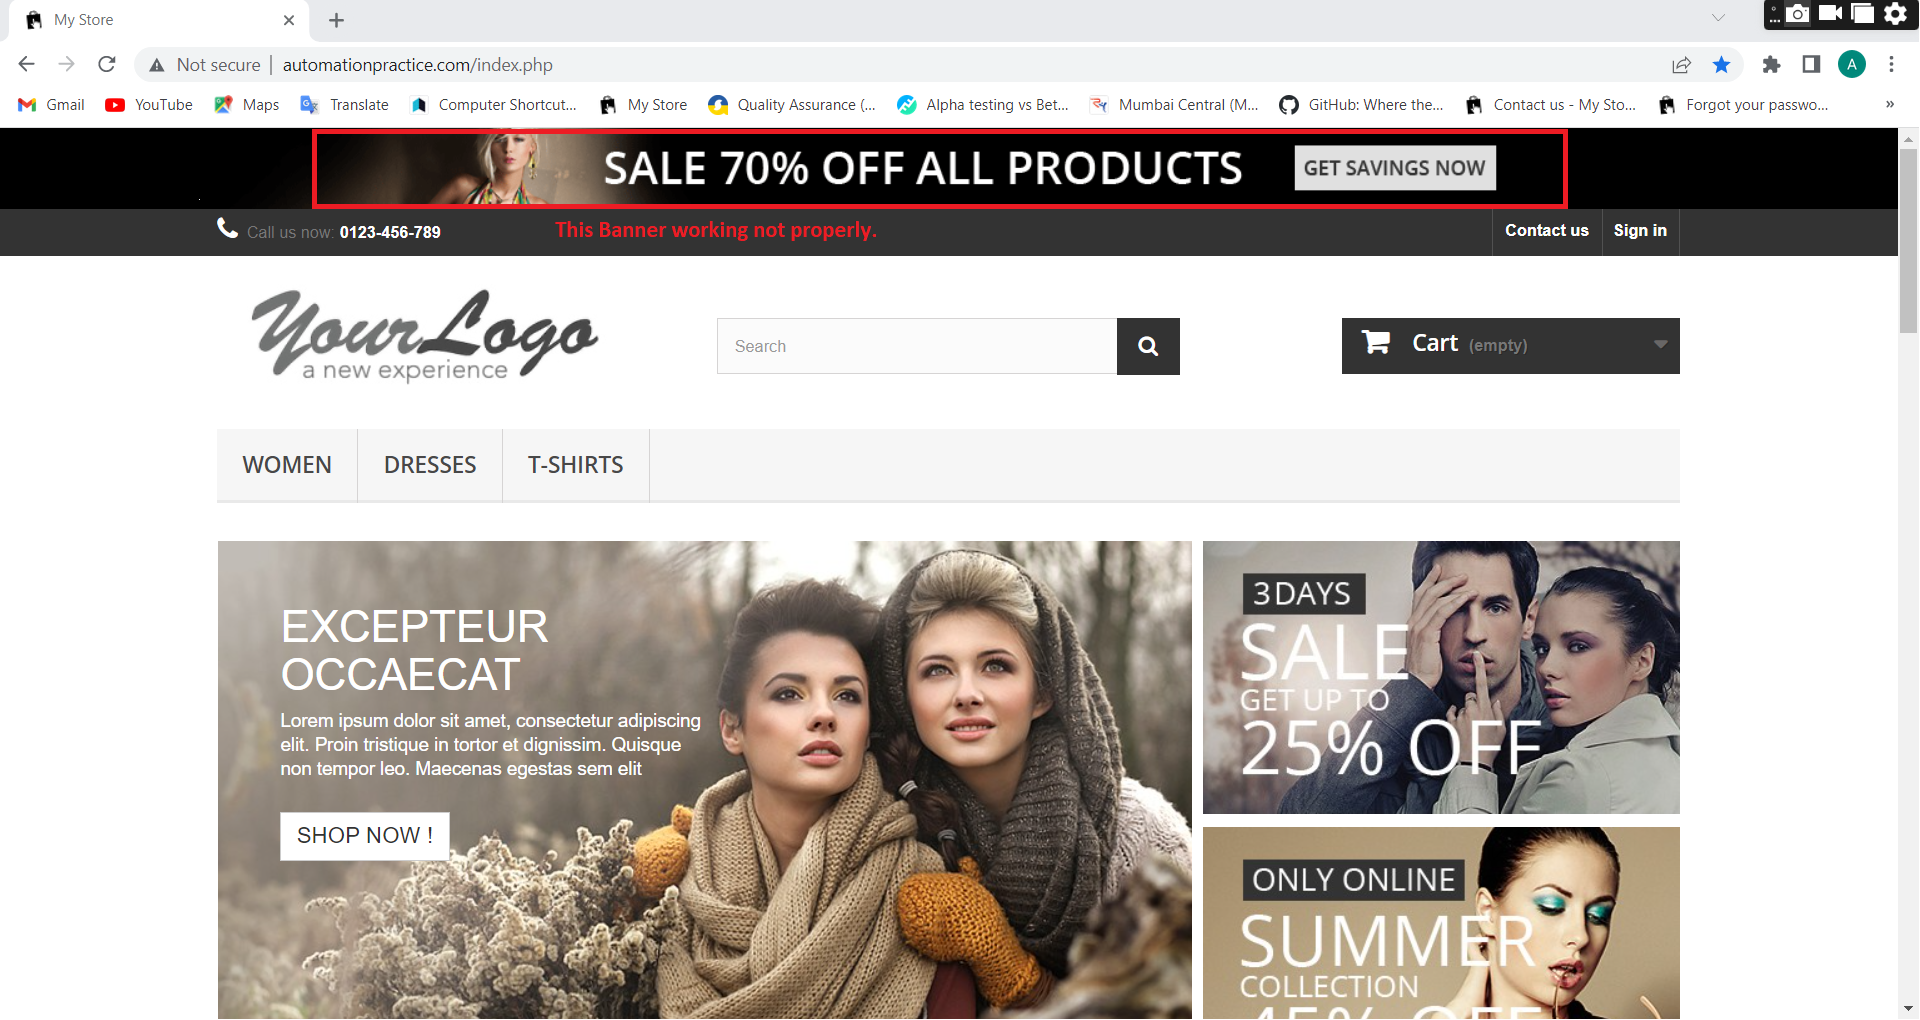 My Store
Not secure | automationpractice.com/index.php
A
Gmail YouTube Maps Translate Computer Shortcut... My Store Quality Assurance (... Alpha testing vs Bet... Mumbai Central (M... GitHub: Where the... Contact us - My Sto... Forgot your passwo... »
SALE 70% OFF ALL PRODUCTS GET SAVINGS NOW
Call us now: 0123-456-789 This Banner working not properly. Contact us Sign in
Your Logo
a new experience
Search
Cart (empty)
WOMEN DRESSES T-SHIRTS
EXCEPTEUR
OCCAECAT
Lorem ipsum dolor sit amet, consectetur adipiscing
elit. Proin tristique in tortor et dignissim. Quisque
non tempor leo. Maecenas egestas sem elit
SHOP NOW !
3 DAYS
SALE
GET UP TO
25% OFF
ONLY ONLINE
SUMMER
COLLECTION
45% OFF